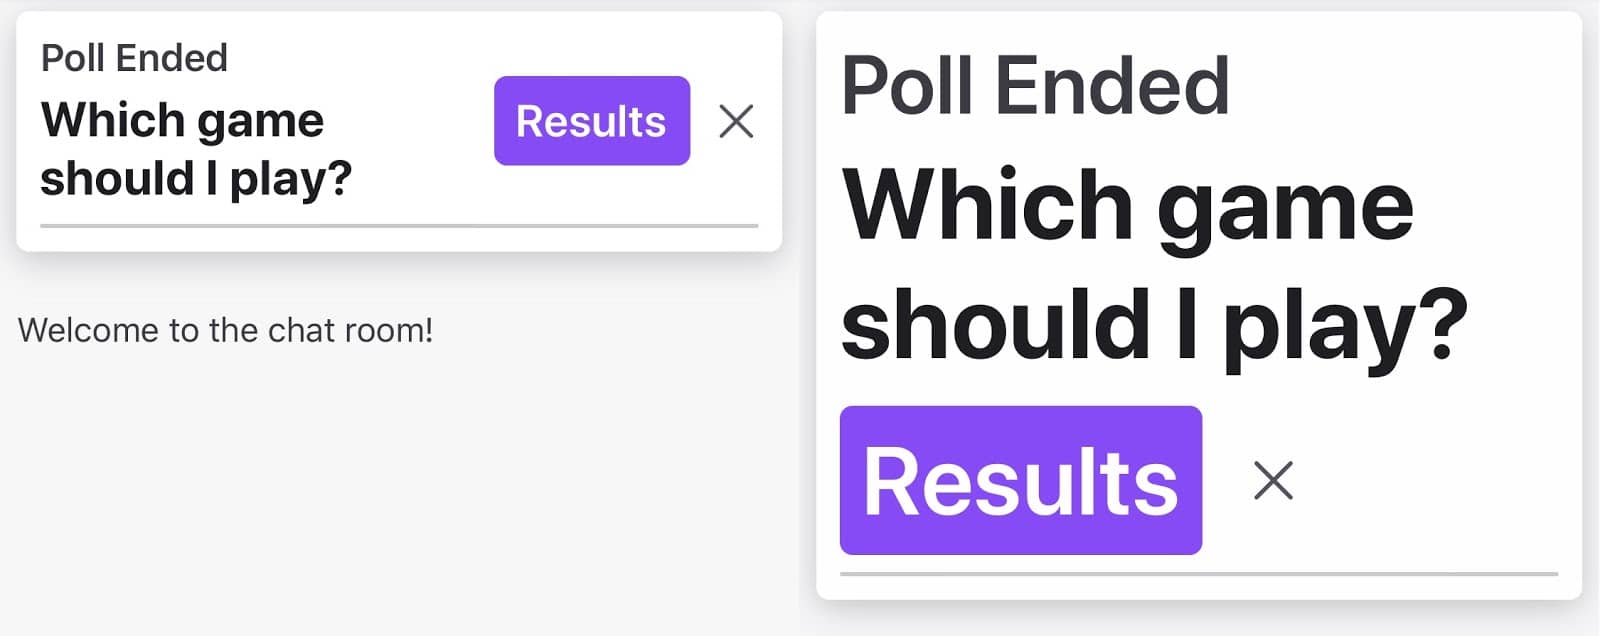 Poll Ended
Which game
should I play?
Results
Welcome to the chat room!
Poll Ended
Which game
should I play?
Results